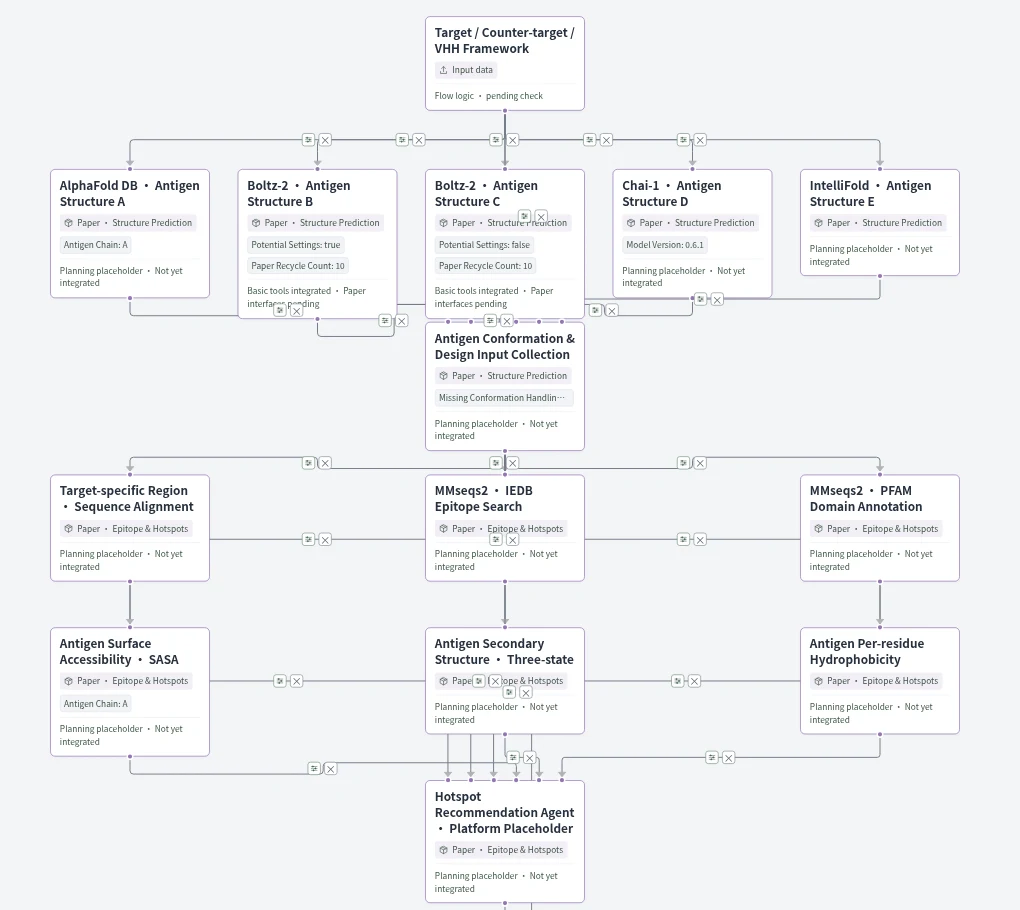 Target / Counter-target /
VHH Framework
Input data
Flow logic • pending check
AlphaFold DB • Antigen
Structure A
Paper • Structure Prediction
Antigen Chain: A
Planning placeholder • Not yet
integrated
Boltz-2 • Antigen
Structure B
Paper • Structure Prediction
Potential Settings: true
Paper Recycle Count: 10
Basic tools integrated • Paper
interfaces pending
Boltz-2 • Antigen
Structure C
Paper • Structure Prediction
Potential Settings: false
Paper Recycle Count: 10
Basic tools integrated • Paper
interfaces pending
Chai-1 • Antigen
Structure D
Paper • Structure Prediction
Model Version: 0.6.1
Planning placeholder • Not yet
integrated
IntelliFold • Antigen
Structure E
Paper • Structure Prediction
Planning placeholder • Not yet
integrated
Antigen Conformation &
Design Input Collection
Paper • Structure Prediction
Missing Conformation Handlin···
Planning placeholder • Not yet
integrated
Target-specific Region
• Sequence Alignment
Paper • Epitope & Hotspots
Planning placeholder • Not yet
integrated
MMseqs2 • IEDB
Epitope Search
Paper • Epitope & Hotspots
Planning placeholder • Not yet
integrated
MMseqs2 • PFAM
Domain Annotation
Paper • Epitope & Hotspots
Planning placeholder • Not yet
integrated
Antigen Surface
Accessibility • SASA
Paper • Epitope & Hotspots
Antigen Chain: A
Planning placeholder • Not yet
integrated
Antigen Secondary
Structure • Three-state
Paper • Epitope & Hotspots
Planning placeholder • Not yet
integrated
Antigen Per-residue
Hydrophobicity
Paper • Epitope & Hotspots
Planning placeholder • Not yet
integrated
Hotspot
Recommendation Agent
• Platform Placeholder
Paper • Epitope & Hotspots
Planning placeholder • Not yet
integrated